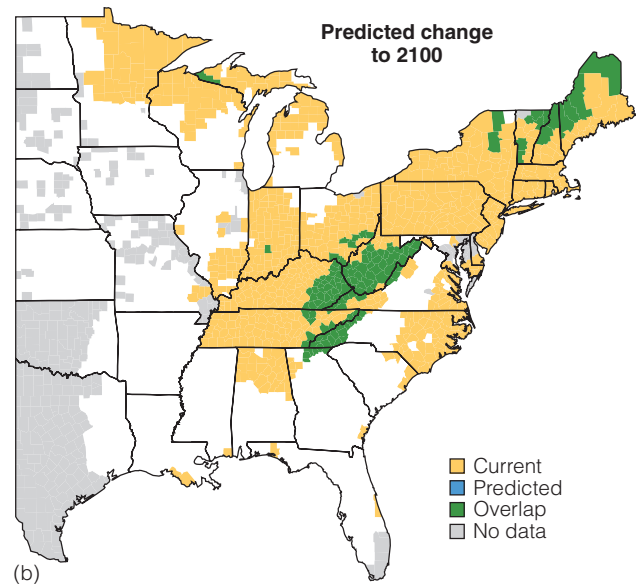 Predicted change
to 2100
Current
Predicted
Overlap
No data
(b)